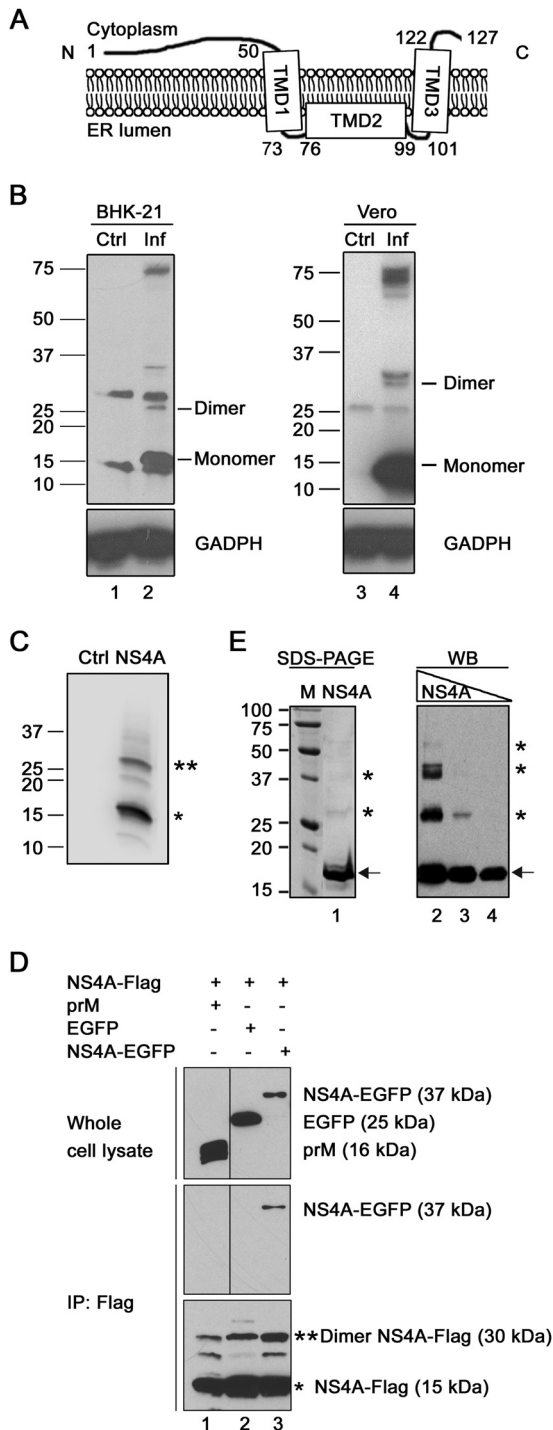 A
Cytoplasm
N 1 50 122 127 C
TMD1 TMD2 TMD3
ER lumen
73 76 99 101
B
BHK-21
Ctrl Inf
75
50
37
25
20
15
10
Dimer
Monomer
GADPH
1 2
Vero
Ctrl Inf
75
50
37
25
20
15
10
Dimer
Monomer
GADPH
3 4
C
Ctrl NS4A
37
25
20
15
10
**
*
E
SDS-PAGE
M NS4A
100
75
50
37
25
20
15
*
*
1
WB
NS4A
*
*
*
2 3 4
D
NS4A-Flag + + +
prM + - -
EGFP - + -
NS4A-EGFP - - +
Whole
cell lysate
NS4A-EGFP (37 kDa)
EGFP (25 kDa)
prM (16 kDa)
NS4A-EGFP (37 kDa)
IP: Flag
**Dimer NS4A-Flag (30 kDa)
* NS4A-Flag (15 kDa)
1 2 3